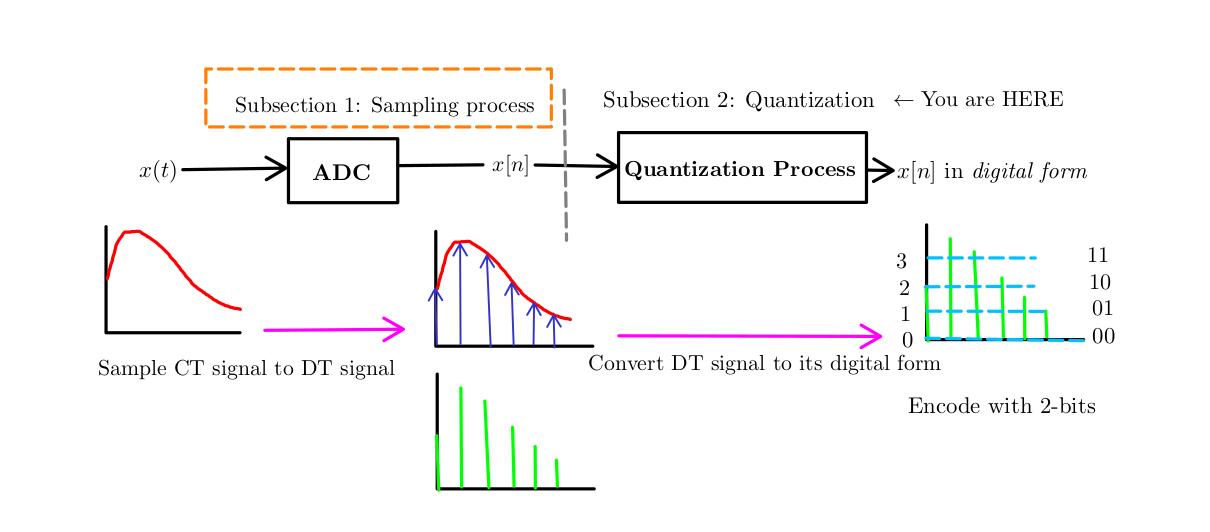 Subsection 1: Sampling process
Subsection 2: Quantization ← You are HERE
x(t)
ADC
x[n]
Quantization Process
x[n] in digital form
3
2
1
0
11
10
01
00
Sample CT signal to DT signal
Convert DT signal to its digital form
Encode with 2-bits